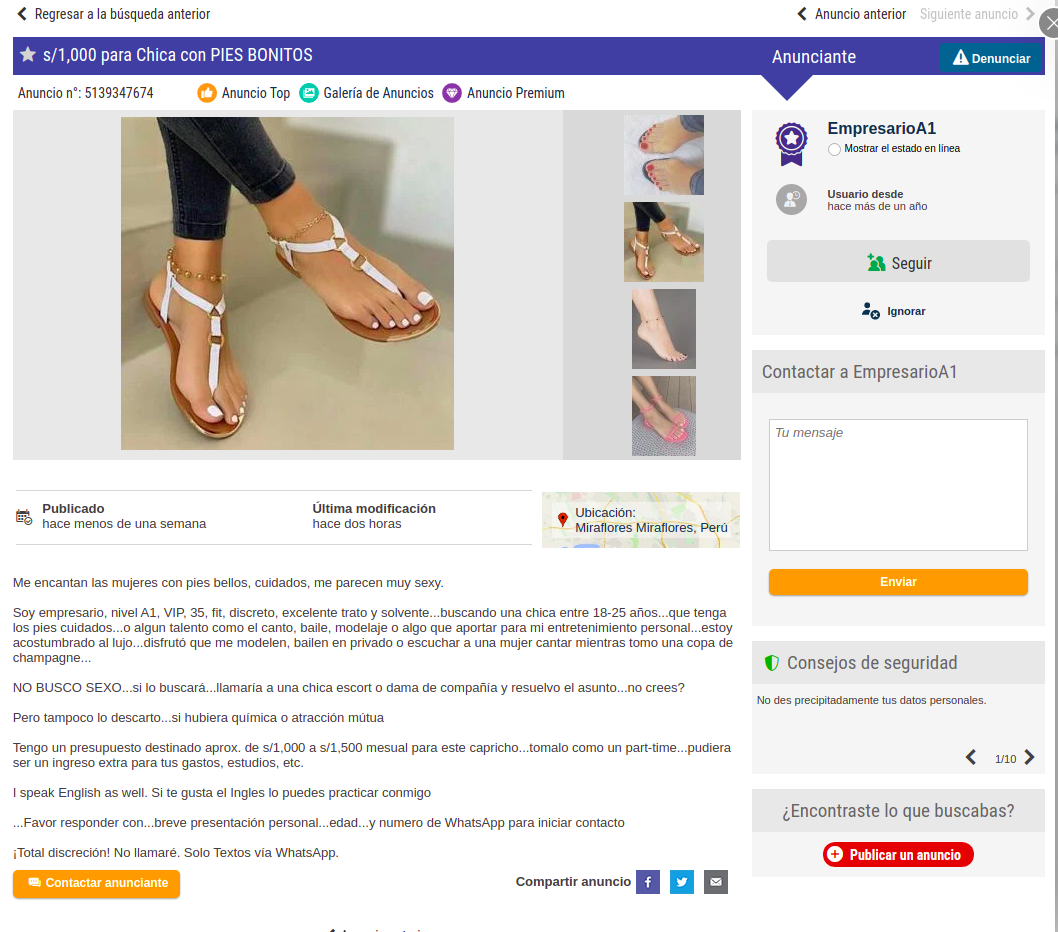 Regresar a la búsqueda anterior
Anuncio anterior
Siguiente anuncio
s/1,000 para Chica con PIES BONITOS
Anunciante
Denunciar
Anuncio n°: 5139347674
Anuncio Top
Galería de Anuncios
Anuncio Premium
EmpresarioA1
Mostrar el estado en línea
Usuario desde
hace más de un año
Seguir
Ignorar
Contactar a EmpresarioA1
Tu mensaje
Enviar
Publicado
hace menos de una semana
Última modificación
hace dos horas
Ubicación:
Miraflores Miraflores, Perú
Me encantan las mujeres con pies bellos, cuidados, me parecen muy sexy.
Soy empresario, nivel A1, VIP, 35, fit, discreto, excelente trato y solvente...buscando una chica entre 18-25 años...que tenga
los pies cuidados...o algun talento como el canto, baile, modelaje o algo que aportar para mi entretenimiento personal...estoy
acostumbrado al lujo...disfrutó que me modelen, bailen en privado o escuchar a una mujer cantar mientras tomo una copa de
champagne...
NO BUSCO SEXO...si lo buscará...llamaría a una chica escort o dama de compañía y resuelvo el asunto...no crees?
Pero tampoco lo descarto...si hubiera química o atracción mútua
Tengo un presupuesto destinado aprox. de s/1,000 a s/1,500 mesual para este capricho...tomalo como un part-time...pudiera
ser un ingreso extra para tus gastos, estudios, etc.
I speak English as well. Si te gusta el Ingles lo puedes practicar conmigo
...Favor responder con...breve presentación personal...edad...y numero de WhatsApp para iniciar contacto
¡Total discreción! No llamaré. Solo Textos vía WhatsApp.
Contactar anunciante
Compartir anuncio
Consejos de seguridad
No des precipitadamente tus datos personales.
1/10
¿Encontraste lo que buscabas?
Publicar un anuncio